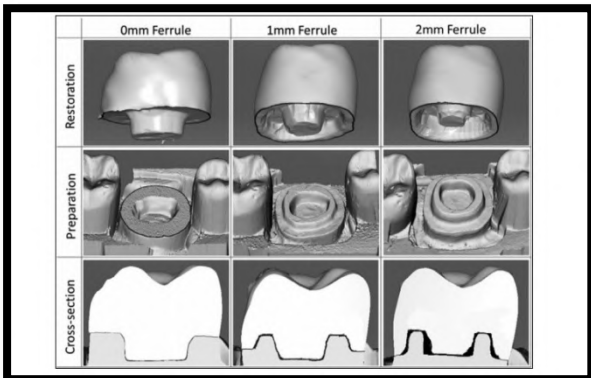 0mm Ferrule
1mm Ferrule
2mm Ferrule
Restoration
Preparation
Cross-section